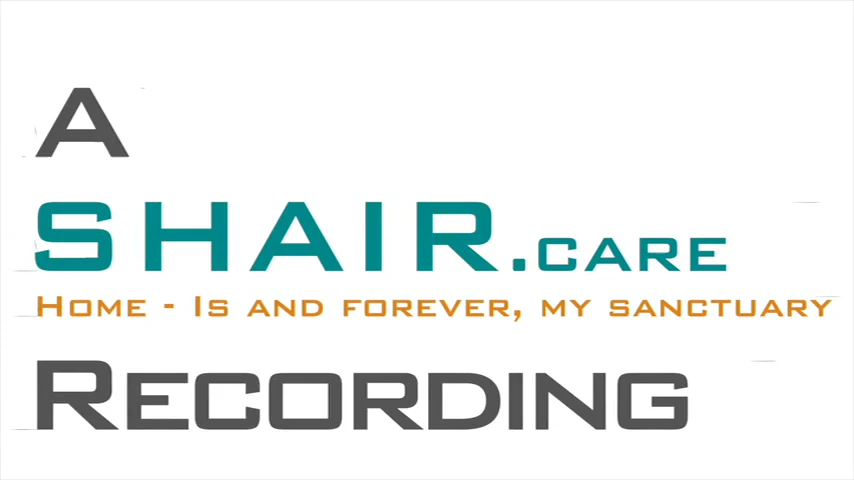 A
SHAIR.CARE
HOME - IS AND FOREVER, MY SANCTUARY
RECORDING